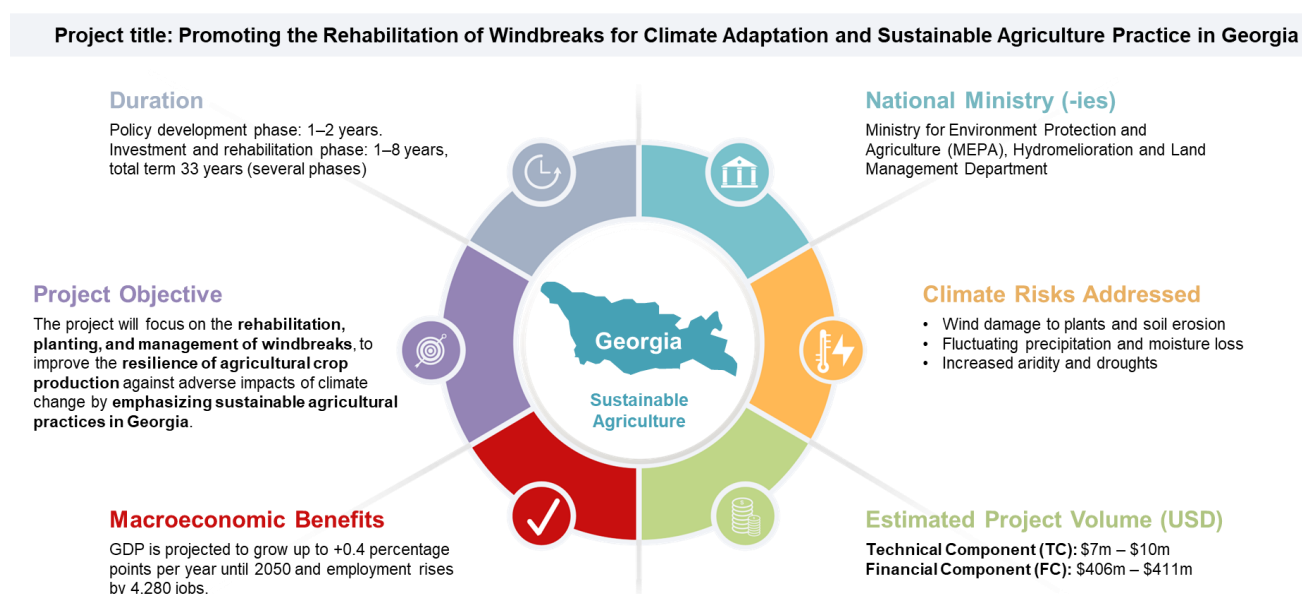 Project title: Promoting the Rehabilitation of Windbreaks for Climate Adaptation and Sustainable Agriculture Practice in Georgia
Duration
Policy development phase: 1–2 years.
Investment and rehabilitation phase: 1–8 years,
total term 33 years (several phases)
National Ministry (-ies)
Ministry for Environment Protection and
Agriculture (MEPA), Hydromelioration and Land
Management Department
Project Objective
The project will focus on the rehabilitation,
planting, and management of windbreaks, to
improve the resilience of agricultural crop
production against adverse impacts of climate
change by emphasizing sustainable agricultural
practices in Georgia.
Georgia
Sustainable
Agriculture
Climate Risks Addressed
• Wind damage to plants and soil erosion
• Fluctuating precipitation and moisture loss
• Increased aridity and droughts
Macroeconomic Benefits
GDP is projected to grow up to +0.4 percentage
points per year until 2050 and employment rises
by 4.280 jobs.
Estimated Project Volume (USD)
Technical Component (TC): $7m – $10m
Financial Component (FC): $406m – $411m